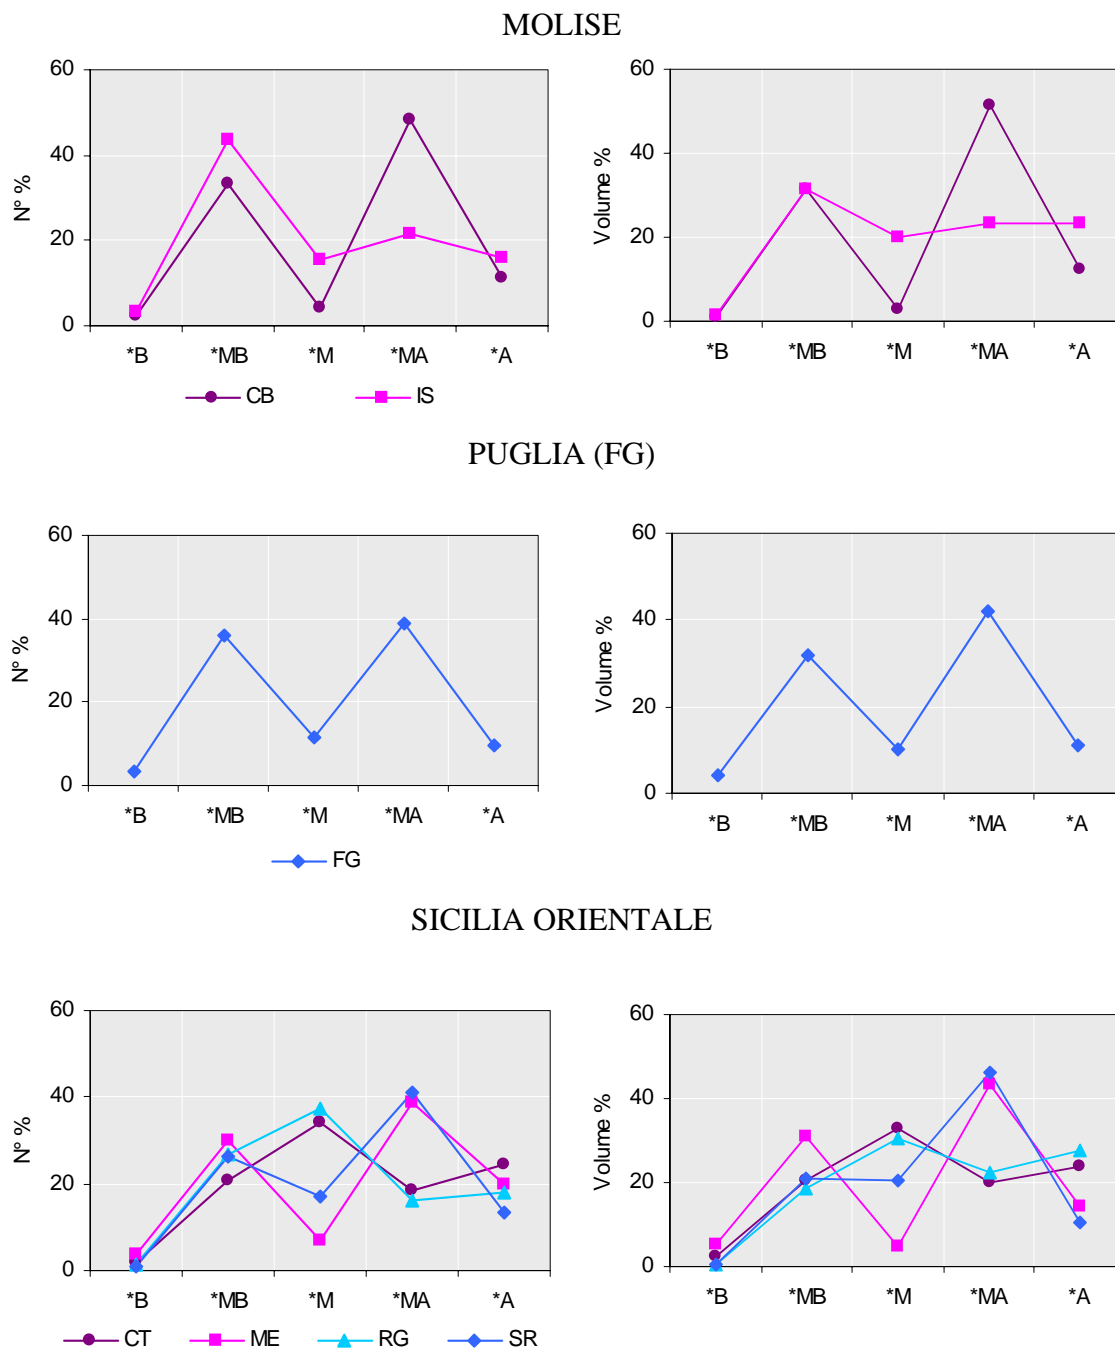 MOLISE
60
40
20
0
N° %
*B *MB *M *MA *A
CB IS
60
40
20
0
Volume %
*B *MB *M *MA *A
PUGLIA (FG)
60
40
20
0
N° %
*B *MB *M *MA *A
FG
60
40
20
0
Volume %
*B *MB *M *MA *A
SICILIA ORIENTALE
60
40
20
0
N° %
*B *MB *M *MA *A
CT ME RG SR
60
40
20
0
Volume %
*B *MB *M *MA *A